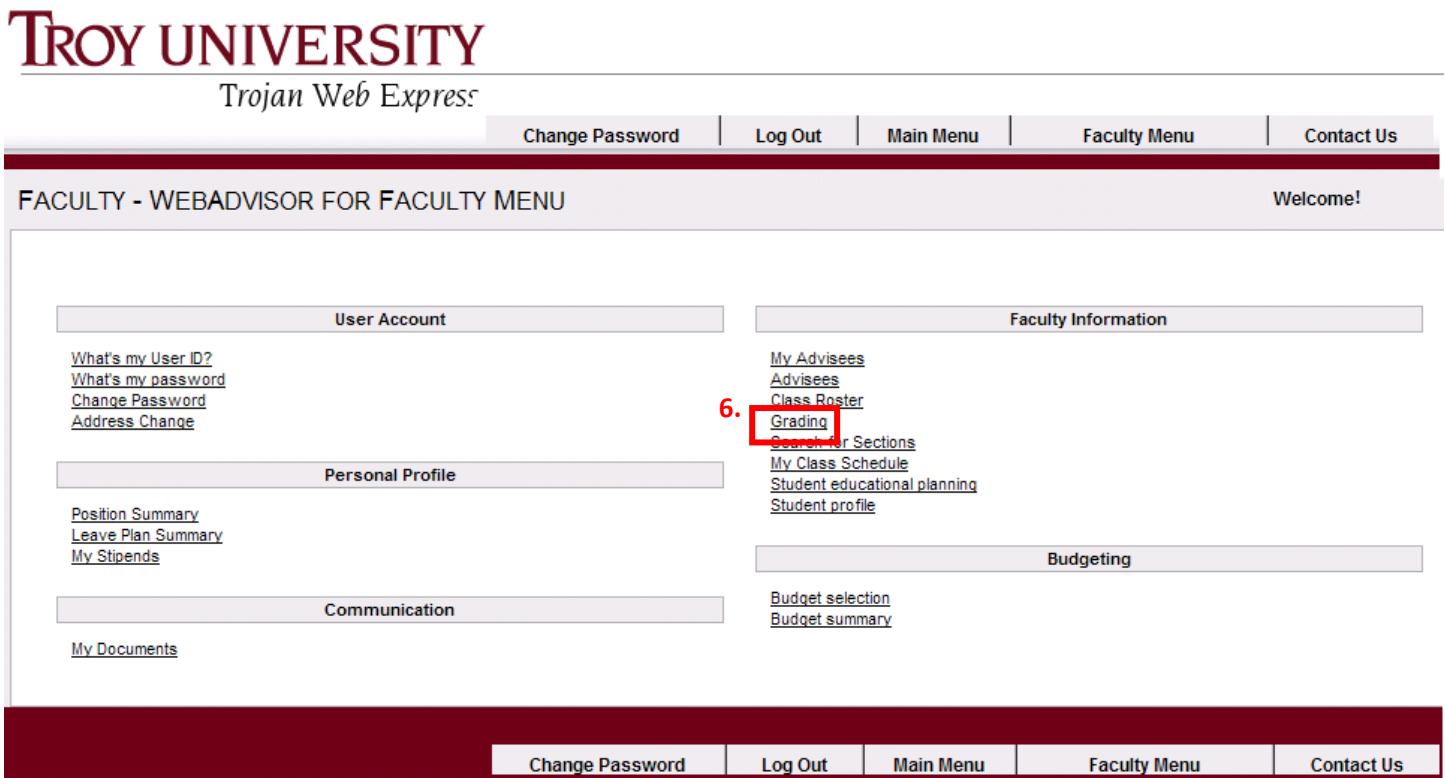 TROY UNIVERSITY
Trojan Web Express
Change Password Log Out Main Menu Faculty Menu Contact Us
FACULTY - WEBADVISOR FOR FACULTY MENU Welcome!
User Account
What's my User ID?
What's my password
Change Password
Address Change
Personal Profile
Position Summary
Leave Plan Summary
My Stipends
Communication
My Documents
Faculty Information
My Advisees
Advisees
Class Roster
6. Grading
Search for Sections
My Class Schedule
Student educational planning
Student profile
Budgeting
Budget selection
Budget summary
Change Password Log Out Main Menu Faculty Menu Contact Us